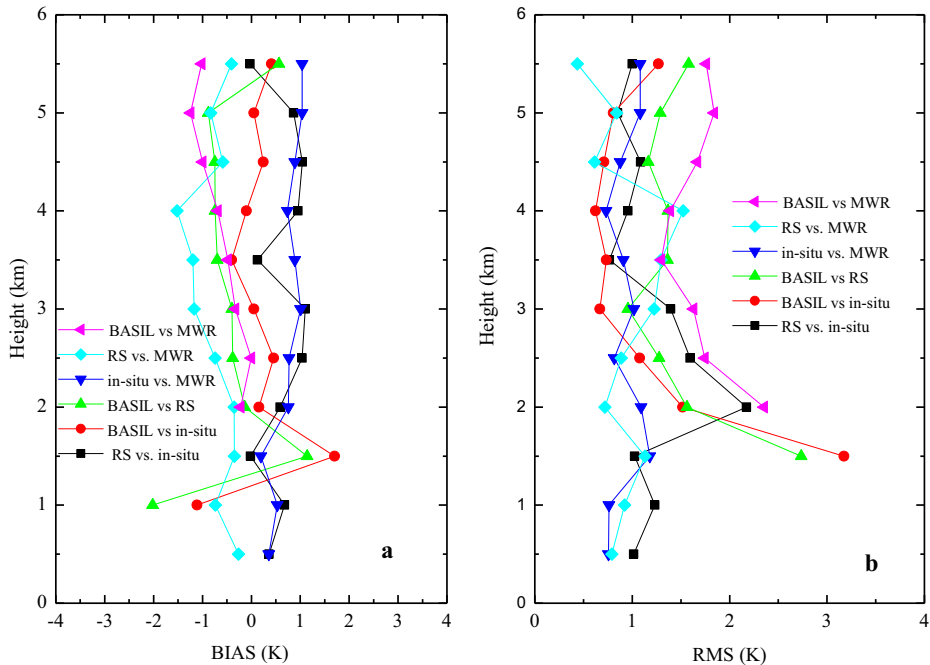 6
5
4
3
2
1
0
Height (km)
BASIL vs MWR
RS vs. MWR
in-situ vs. MWR
BASIL vs RS
BASIL vs in-situ
RS vs. in-situ
a
-4 -3 -2 -1 0 1 2 3 4
BIAS (K)
6
5
4
3
2
1
0
Height (km)
BASIL vs MWR
RS vs. MWR
in-situ vs. MWR
BASIL vs RS
BASIL vs in-situ
RS vs. in-situ
b
0 1 2 3 4
RMS (K)